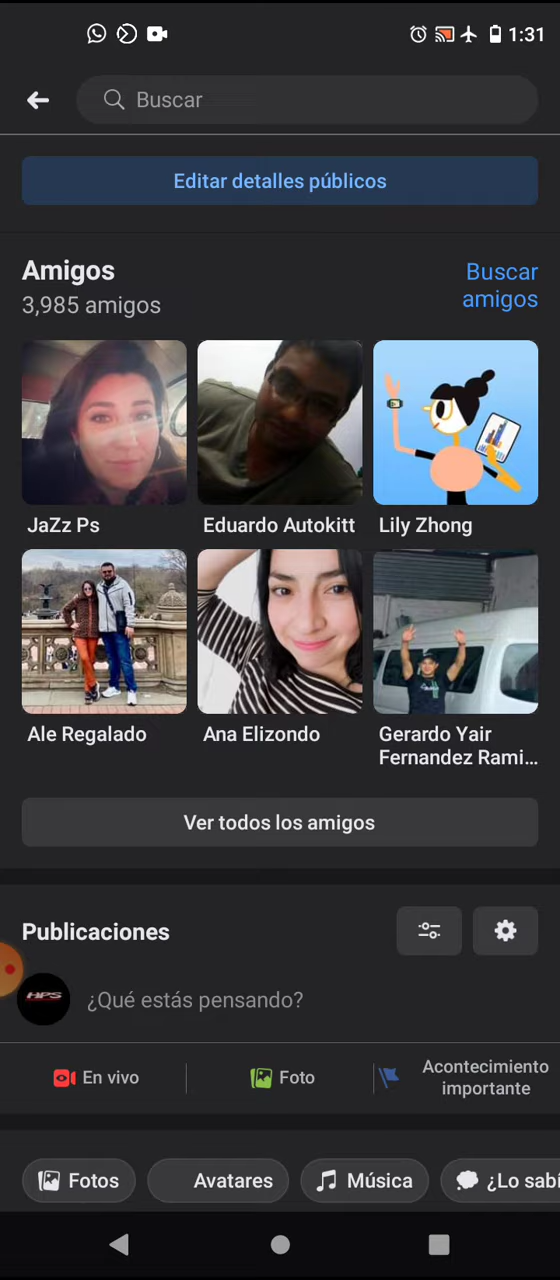 1:31
Buscar
Editar detalles públicos
Amigos
3,985 amigos
Buscar
amigos
JaZz Ps
Eduardo Autokitt
Lily Zhong
Ale Regalado
Ana Elizondo
Gerardo Yair
Fernandez Rami...
Ver todos los amigos
Publicaciones
HPS
¿Qué estás pensando?
En vivo
Foto
Acontecimiento
importante
Fotos
Avatares
Música
¿Lo sabí